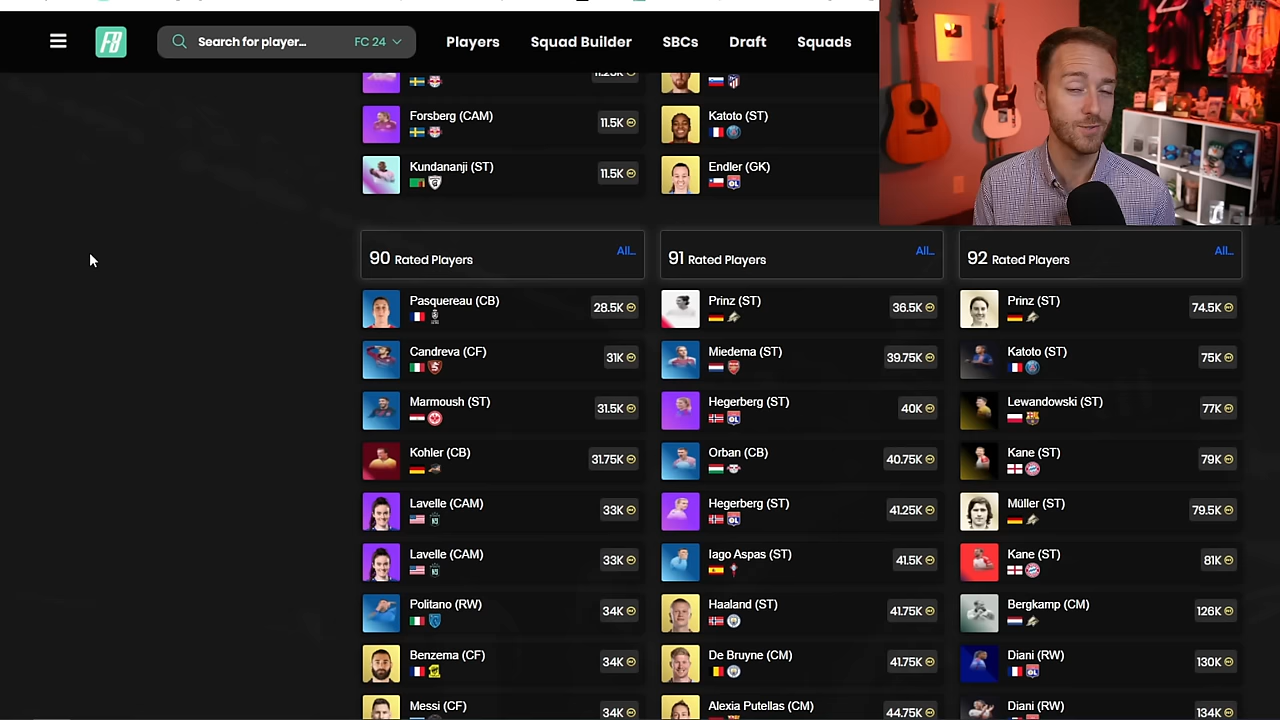 FB
Search for player...
FC 24
Players
Squad Builder
SBCs
Draft
Squads
Forsberg (CAM)
11.5K
Kundananji (ST)
11.5K
Katoto (ST)
Endler (GK)
90 Rated Players
All...
Pasquereau (CB)
28.5K
Candreva (CF)
31K
Marmoush (ST)
31.5K
Kohler (CB)
31.75K
Lavelle (CAM)
33K
Lavelle (CAM)
33K
Politano (RW)
34K
Benzema (CF)
34K
Messi (CF)
34K
91 Rated Players
All...
Prinz (ST)
36.5K
Miedema (ST)
39.75K
Hegerberg (ST)
40K
Orban (CB)
40.75K
Hegerberg (ST)
41.25K
Iago Aspas (ST)
41.5K
Haaland (ST)
41.75K
De Bruyne (CM)
41.75K
Alexia Putellas (CM)
44.75K
92 Rated Players
All...
Prinz (ST)
74.5K
Katoto (ST)
75K
Lewandowski (ST)
77K
Kane (ST)
79K
Müller (ST)
79.5K
Kane (ST)
81K
Bergkamp (CM)
126K
Diani (RW)
130K
Diani (RW)
134K